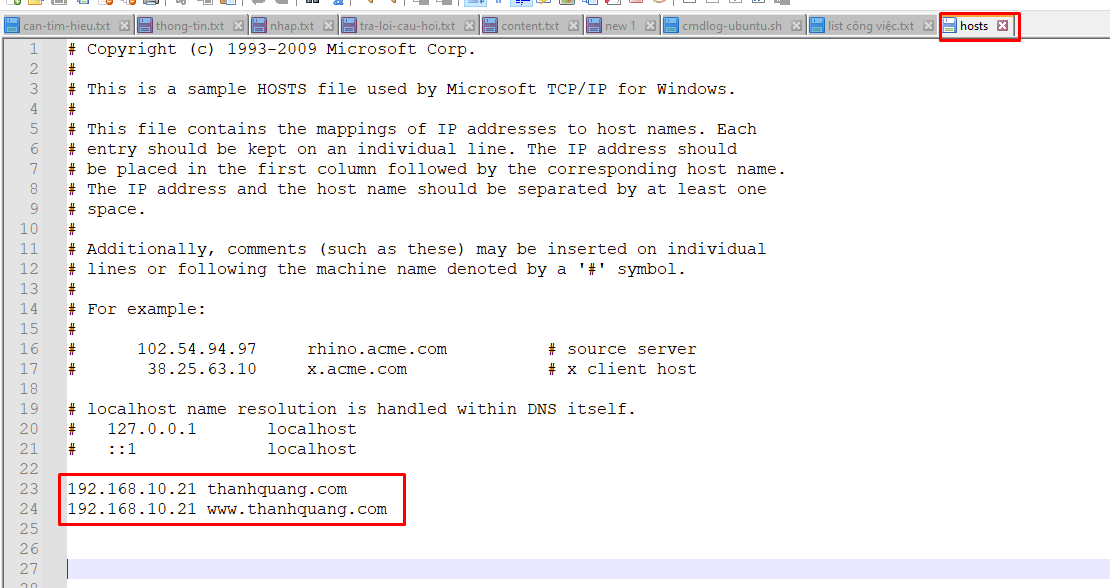 can-tim-hieu.txt thong-tin.txt nhap.txt tra-loi-cau-hoi.txt content.txt new 1 cmdlog-ubuntu.sh list công việc.txt hosts
1 # Copyright (c) 1993-2009 Microsoft Corp.
2 #
3 # This is a sample HOSTS file used by Microsoft TCP/IP for Windows.
4 #
5 # This file contains the mappings of IP addresses to host names. Each
6 # entry should be kept on an individual line. The IP address should
7 # be placed in the first column followed by the corresponding host name.
8 # The IP address and the host name should be separated by at least one
9 # space.
10 #
11 # Additionally, comments (such as these) may be inserted on individual
12 # lines or following the machine name denoted by a '#' symbol.
13 #
14 # For example:
15 #
16 # 102.54.94.97 rhino.acme.com # source server
17 # 38.25.63.10 x.acme.com # x client host
18
19 # localhost name resolution is handled within DNS itself.
20 # 127.0.0.1 localhost
21 # ::1 localhost
22
23 192.168.10.21 thanhquang.com
24 192.168.10.21 www.thanhquang.com
25
26
27
28